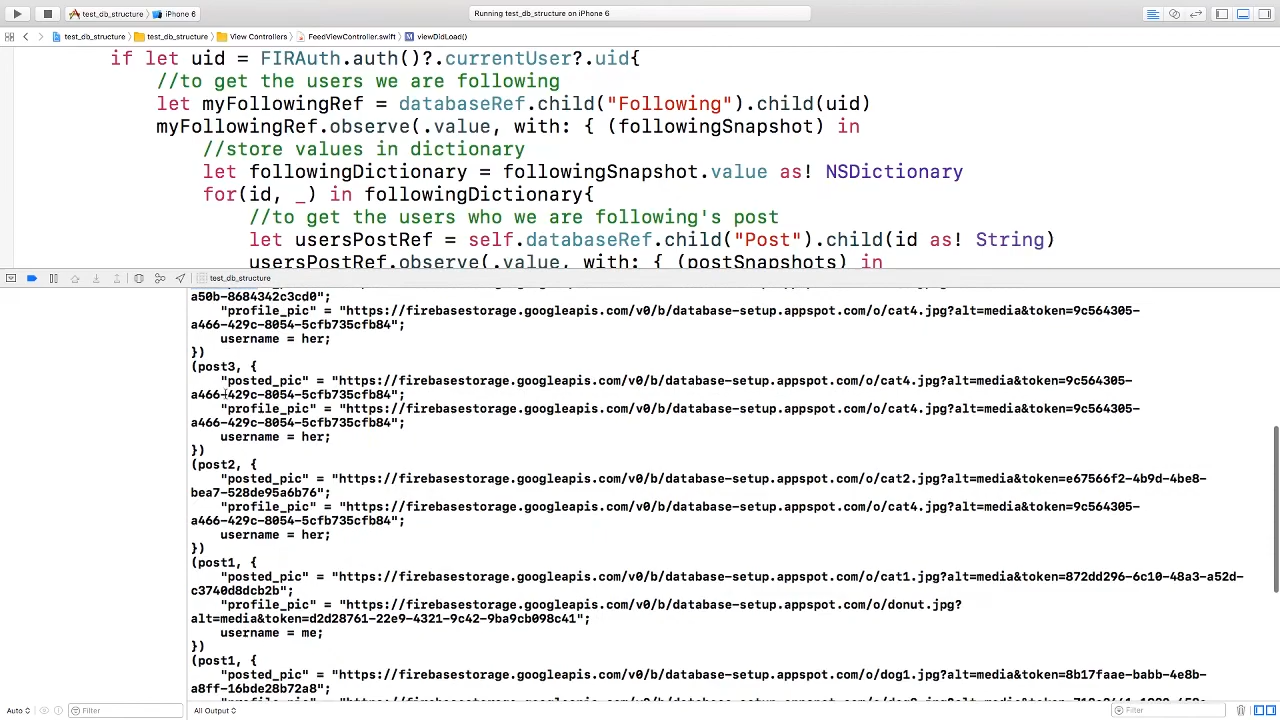 test_db_structure iPhone 6
Running test_db_structure on iPhone 6
test_db_structure test_db_structure View Controllers FeedViewController.swift M viewDidLoad()
if let uid = FIRAuth.auth()?.currentUser?.uid{
//to get the users we are following
let myFollowingRef = databaseRef.child("Following").child(uid)
myFollowingRef.observe(.value, with: { (followingSnapshot) in
//store values in dictionary
let followingDictionary = followingSnapshot.value as! NSDictionary
for(id, _) in followingDictionary{
//to get the users who we are following's post
let usersPostRef = self.databaseRef.child("Post").child(id as! String)
usersPostRef.observe(.value, with: { (postSnapshots) in
test_db_structure
a50b-8684342c3cd0";
"profile_pic" = "https://firebasestorage.googleapis.com/v0/b/database-setup.appspot.com/o/cat4.jpg?alt=media&token=9c564305-
a466-429c-8054-5cfb735cfb84";
username = her;
})
(post3, {
"posted_pic" = "https://firebasestorage.googleapis.com/v0/b/database-setup.appspot.com/o/cat4.jpg?alt=media&token=9c564305-
a466-429c-8054-5cfb735cfb84";
"profile_pic" = "https://firebasestorage.googleapis.com/v0/b/database-setup.appspot.com/o/cat4.jpg?alt=media&token=9c564305-
a466-429c-8054-5cfb735cfb84";
username = her;
})
(post2, {
"posted_pic" = "https://firebasestorage.googleapis.com/v0/b/database-setup.appspot.com/o/cat2.jpg?alt=media&token=e67566f2-4b9d-4be8-
bea7-528de95a6b76";
"profile_pic" = "https://firebasestorage.googleapis.com/v0/b/database-setup.appspot.com/o/cat4.jpg?alt=media&token=9c564305-
a466-429c-8054-5cfb735cfb84";
username = her;
})
(post1, {
"posted_pic" = "https://firebasestorage.googleapis.com/v0/b/database-setup.appspot.com/o/cat1.jpg?alt=media&token=872dd296-6c10-48a3-a52d-
c3740d8dcb2b";
"profile_pic" = "https://firebasestorage.googleapis.com/v0/b/database-setup.appspot.com/o/donut.jpg?
alt=media&token=d2d28761-22e9-4321-9c42-9ba9cb098c41";
username = me;
})
(post1, {
"posted_pic" = "https://firebasestorage.googleapis.com/v0/b/database-setup.appspot.com/o/dog1.jpg?alt=media&token=8b17faae-babb-4e8b-
a8ff-16bde28b72a8";
Auto Filter All Output Filter